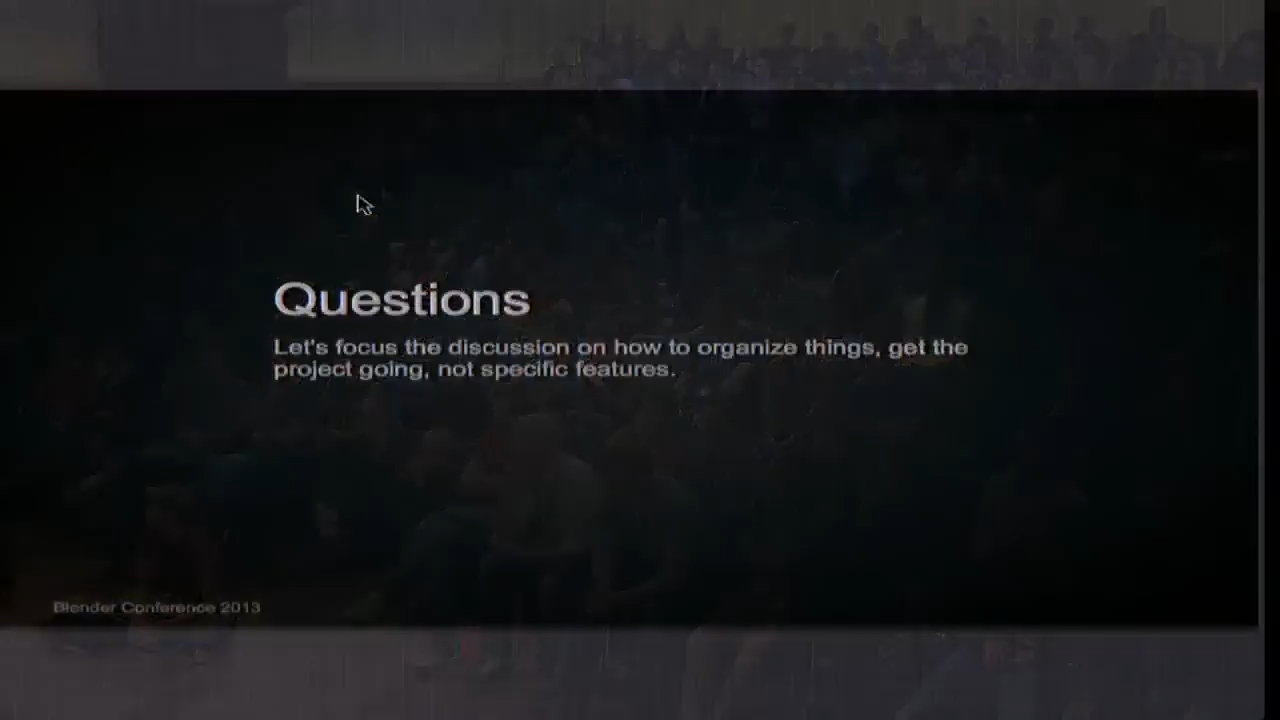 Questions
Let's focus the discussion on how to organize things, get the
project going, not specific features.
Blender Conference 2013